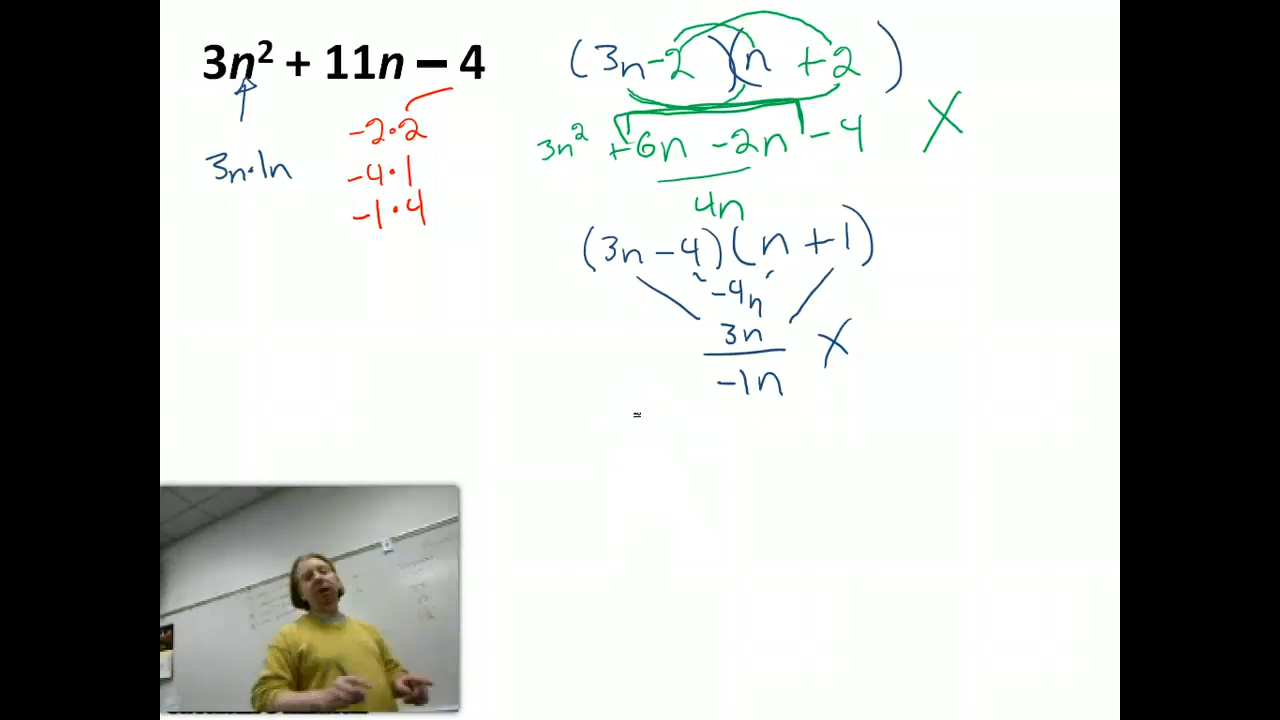 3n² + 11n – 4
3n·1n
-2·2
-4·1
-1·4
(3n-2)(n +2)
3n² +6n -2n -4 X
4n
(3n-4)(n+1)
-4n
3n X
-1n